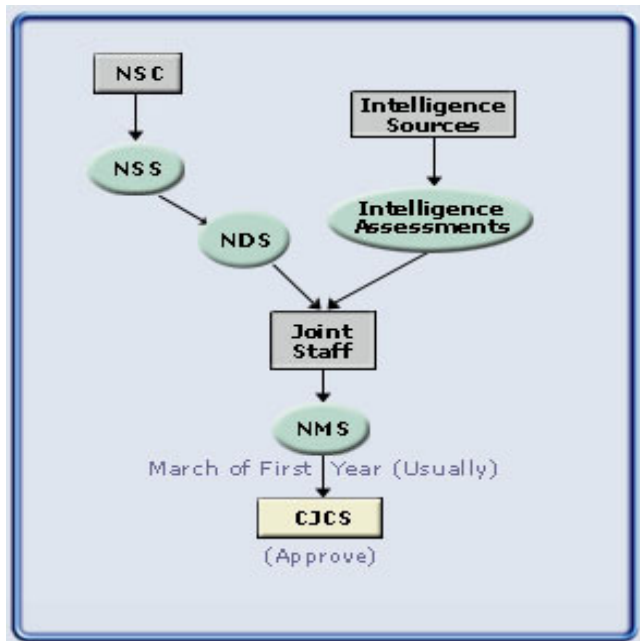 NSC
Intelligence
Sources
NSS
Intelligence
Assessments
NDS
Joint
Staff
NMS
March of First Year (Usually)
CJCS
(Approve)